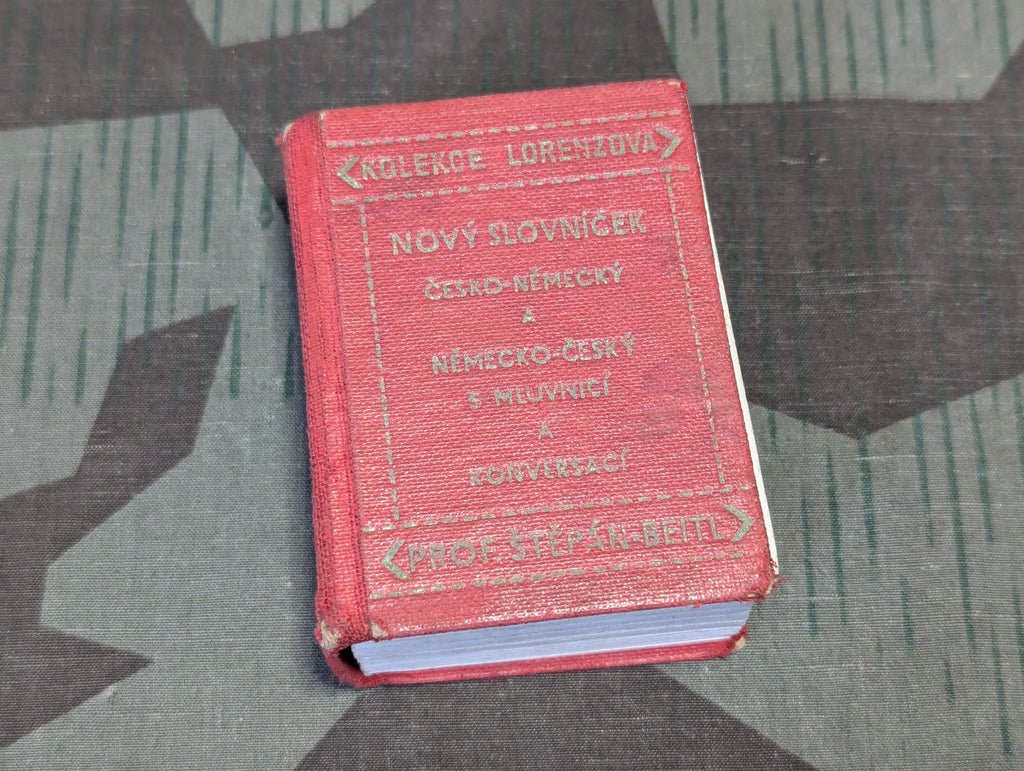 <KOLEKCE LORENZOVA>
NOVÝ SLOVNÍČEK
ČESKO-NĚMECKÝ
A
NĚMECKO-ČESKÝ
S MLUVNICÍ
A
KONVERSACÍ
<PROF. ŠTĚPÁN-BEITL>